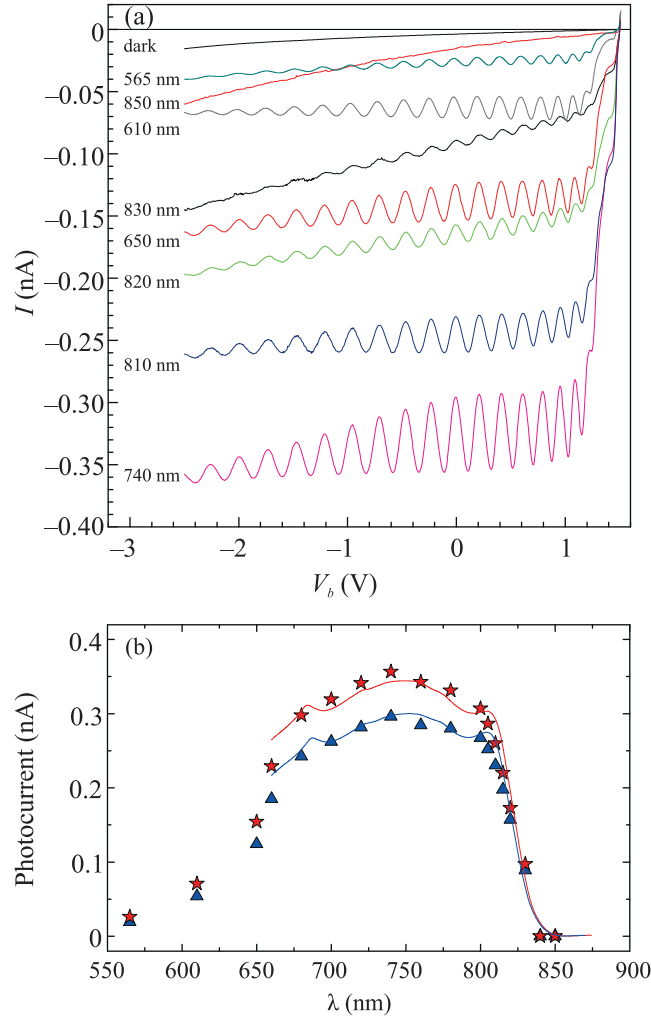 (a)
0
dark
565 nm
−0.05
850 nm
610 nm
−0.10
−0.15
830 nm
650 nm
820 nm
−0.20
−0.25
810 nm
−0.30
−0.35
740 nm
−0.40
I (nA)
−3 −2 −1 0 1
V_b (V)
(b)
0.4
0.3
0.2
0.1
0
Photocurrent (nA)
550 600 650 700 750 800 850 900
λ (nm)